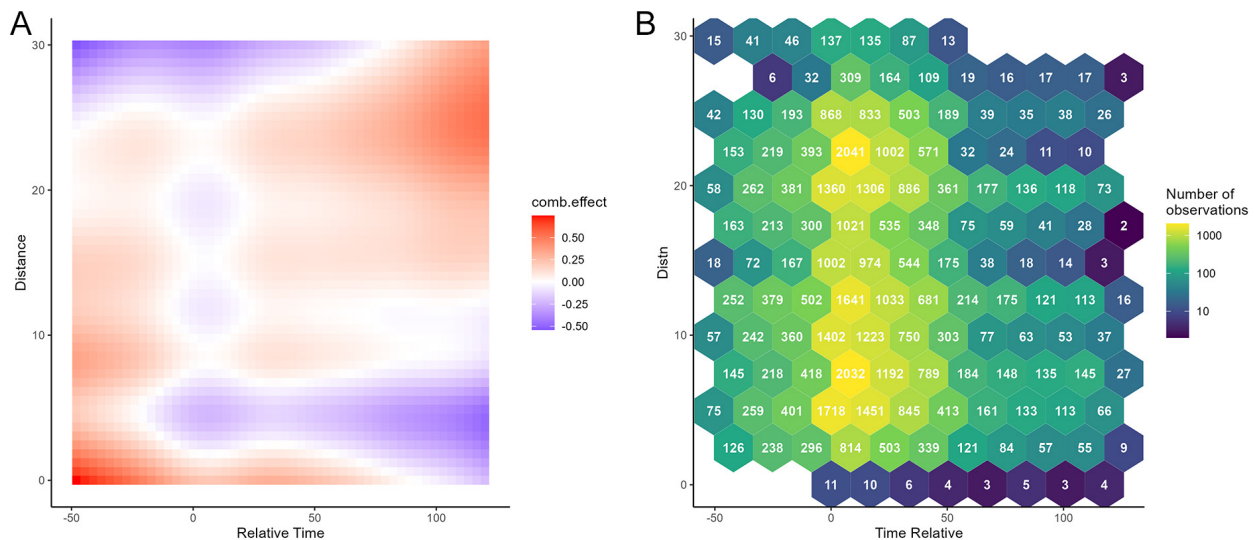 A
30
20
10
0
-50
0
50
100
Distance
Relative Time
comb.effect
0.50
0.25
0.00
-0.25
-0.50
B
30
20
10
0
-50
0
50
100
Distn
Time Relative
15 41 46 137 135 87 13
6 32 309 164 109 19 16 17 17 3
42 130 193 868 833 503 189 39 35 38 26
153 219 393 2041 1002 571 32 24 11 10
58 262 381 1360 1306 886 361 177 136 118 73
163 213 300 1021 535 348 75 59 41 28 2
18 72 167 1002 974 544 175 38 18 14 3
252 379 502 1641 1033 681 214 175 121 113 16
57 242 360 1402 1223 750 303 77 63 53 37
145 218 418 2032 1192 789 184 148 135 145 27
75 259 401 1718 1451 845 413 161 133 113 66
126 238 296 814 503 339 121 84 57 55 9
11 10 6 4 3 5 3 4
Number of
observations
1000
100
10